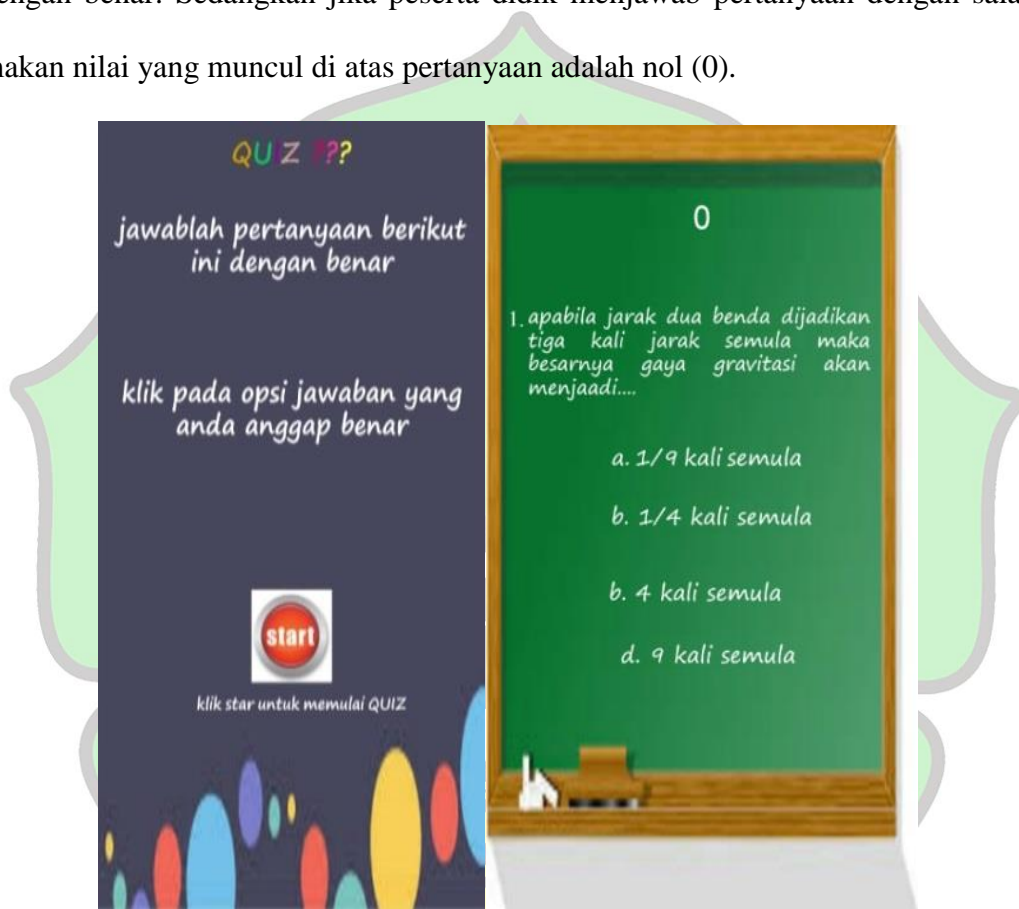 dengan benar. Sedangkan jika peserta didik menjawab pertanyaan dengan sala
makan nilai yang muncul di atas pertanyaan adalah nol (0).
QUIZ ???
jawablah pertanyaan berikut
ini dengan benar
klik pada opsi jawaban yang
anda anggap benar
start
klik star untuk memulai QUIZ
0
1. apabila jarak dua benda dijadikan
tiga kali jarak semula maka
besarnya gaya gravitasi akan
menjaadi....
a. 1/9 kali semula
b. 1/4 kali semula
b. 4 kali semula
d. 9 kali semula